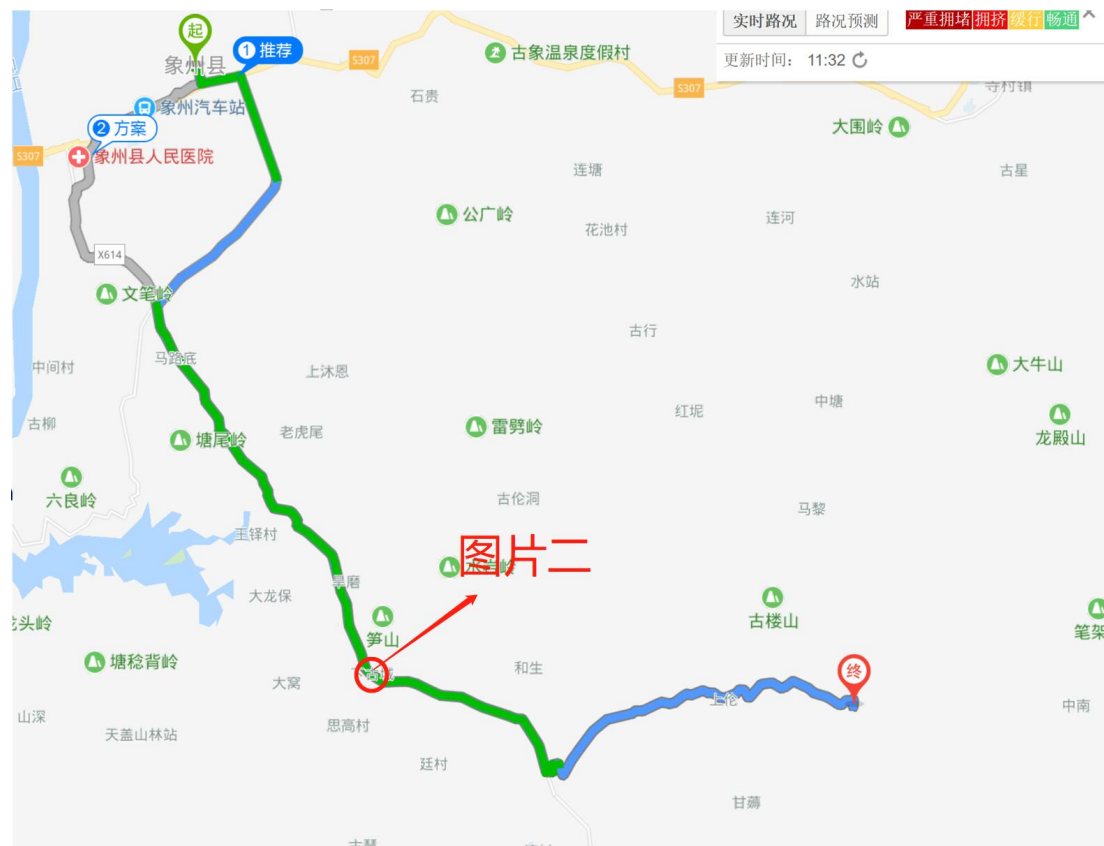 实时路况 路况预测 严重拥堵 拥挤 缓行 畅通
更新时间: 11:32
起
1 推荐
象州县
S307
2 古象温泉度假村
S307
寺村镇
石贵
象州汽车站
大围岭
2 方案
S307
象州县人民医院
连塘
古星
公广岭
连河
花池村
X614
水站
文笔岭
古行
马路底
中间村
上沐恩
大牛山
中塘
红坭
古柳
老虎尾
雷劈岭
塘尾岭
龙殿山
六良岭
古伦洞
马黎
王铎村
图片二
大龙保
古楼山
龙头岭
笋山
笔架
塘稔背岭
和生
终
大窝
上伦
中南
山深
思高村
天盖山林站
廷村
甘薅